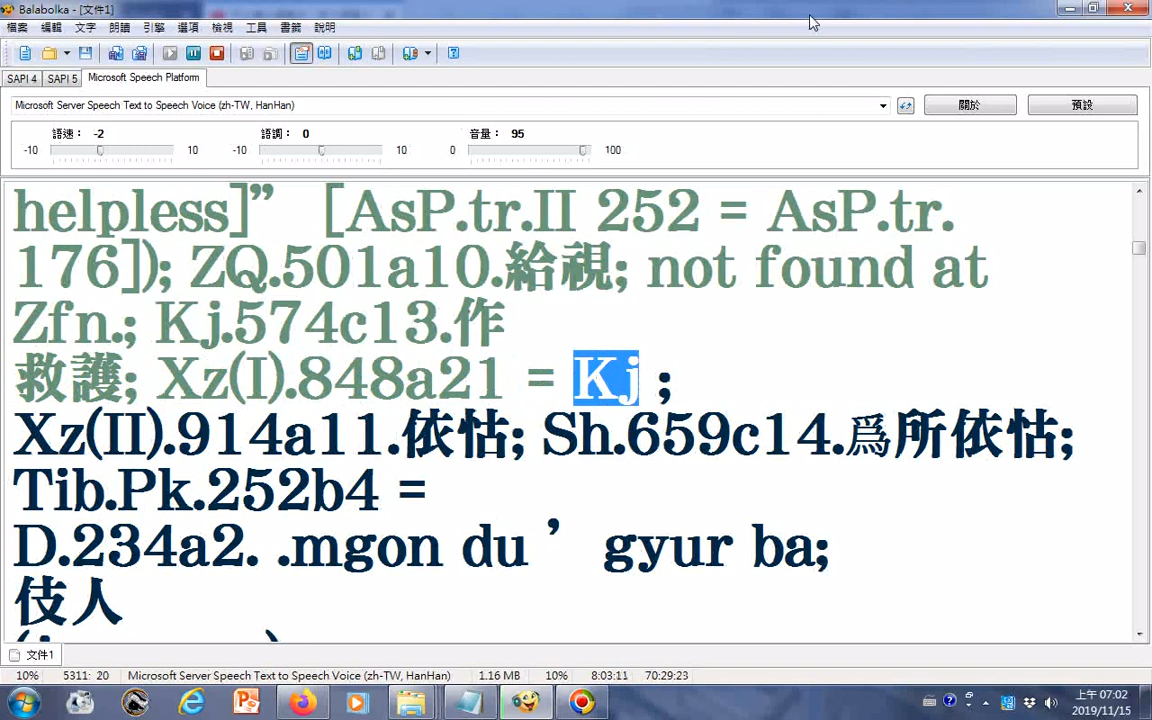 Balabolka - [文件1]
檔案 編輯 文字 朗讀 引擎 選項 檢視 工具 書籤 說明
SAPI 4 SAPI 5 Microsoft Speech Platform
Microsoft Server Speech Text to Speech Voice (zh-TW, HanHan) 關於 預設
語速： -2 語調： 0 音量： 95
-10 10 -10 10 0 100
helpless]” [AsP.tr.II 252 = AsP.tr.
176]); ZQ.501a10.給視; not found at
Zfn.; Kj.574c13.作
救護; Xz(I).848a21 = Kj ;
Xz(II).914a11.依怙; Sh.659c14.爲所依怙;
Tib.Pk.252b4 =
D.234a2. .mgon du ’ gyur ba;
伎人
文件1
10% 5311: 20 Microsoft Server Speech Text to Speech Voice (zh-TW, HanHan) 1.16 MB 10% 8:03:11 70:29:23
上午 07:02
2019/11/15